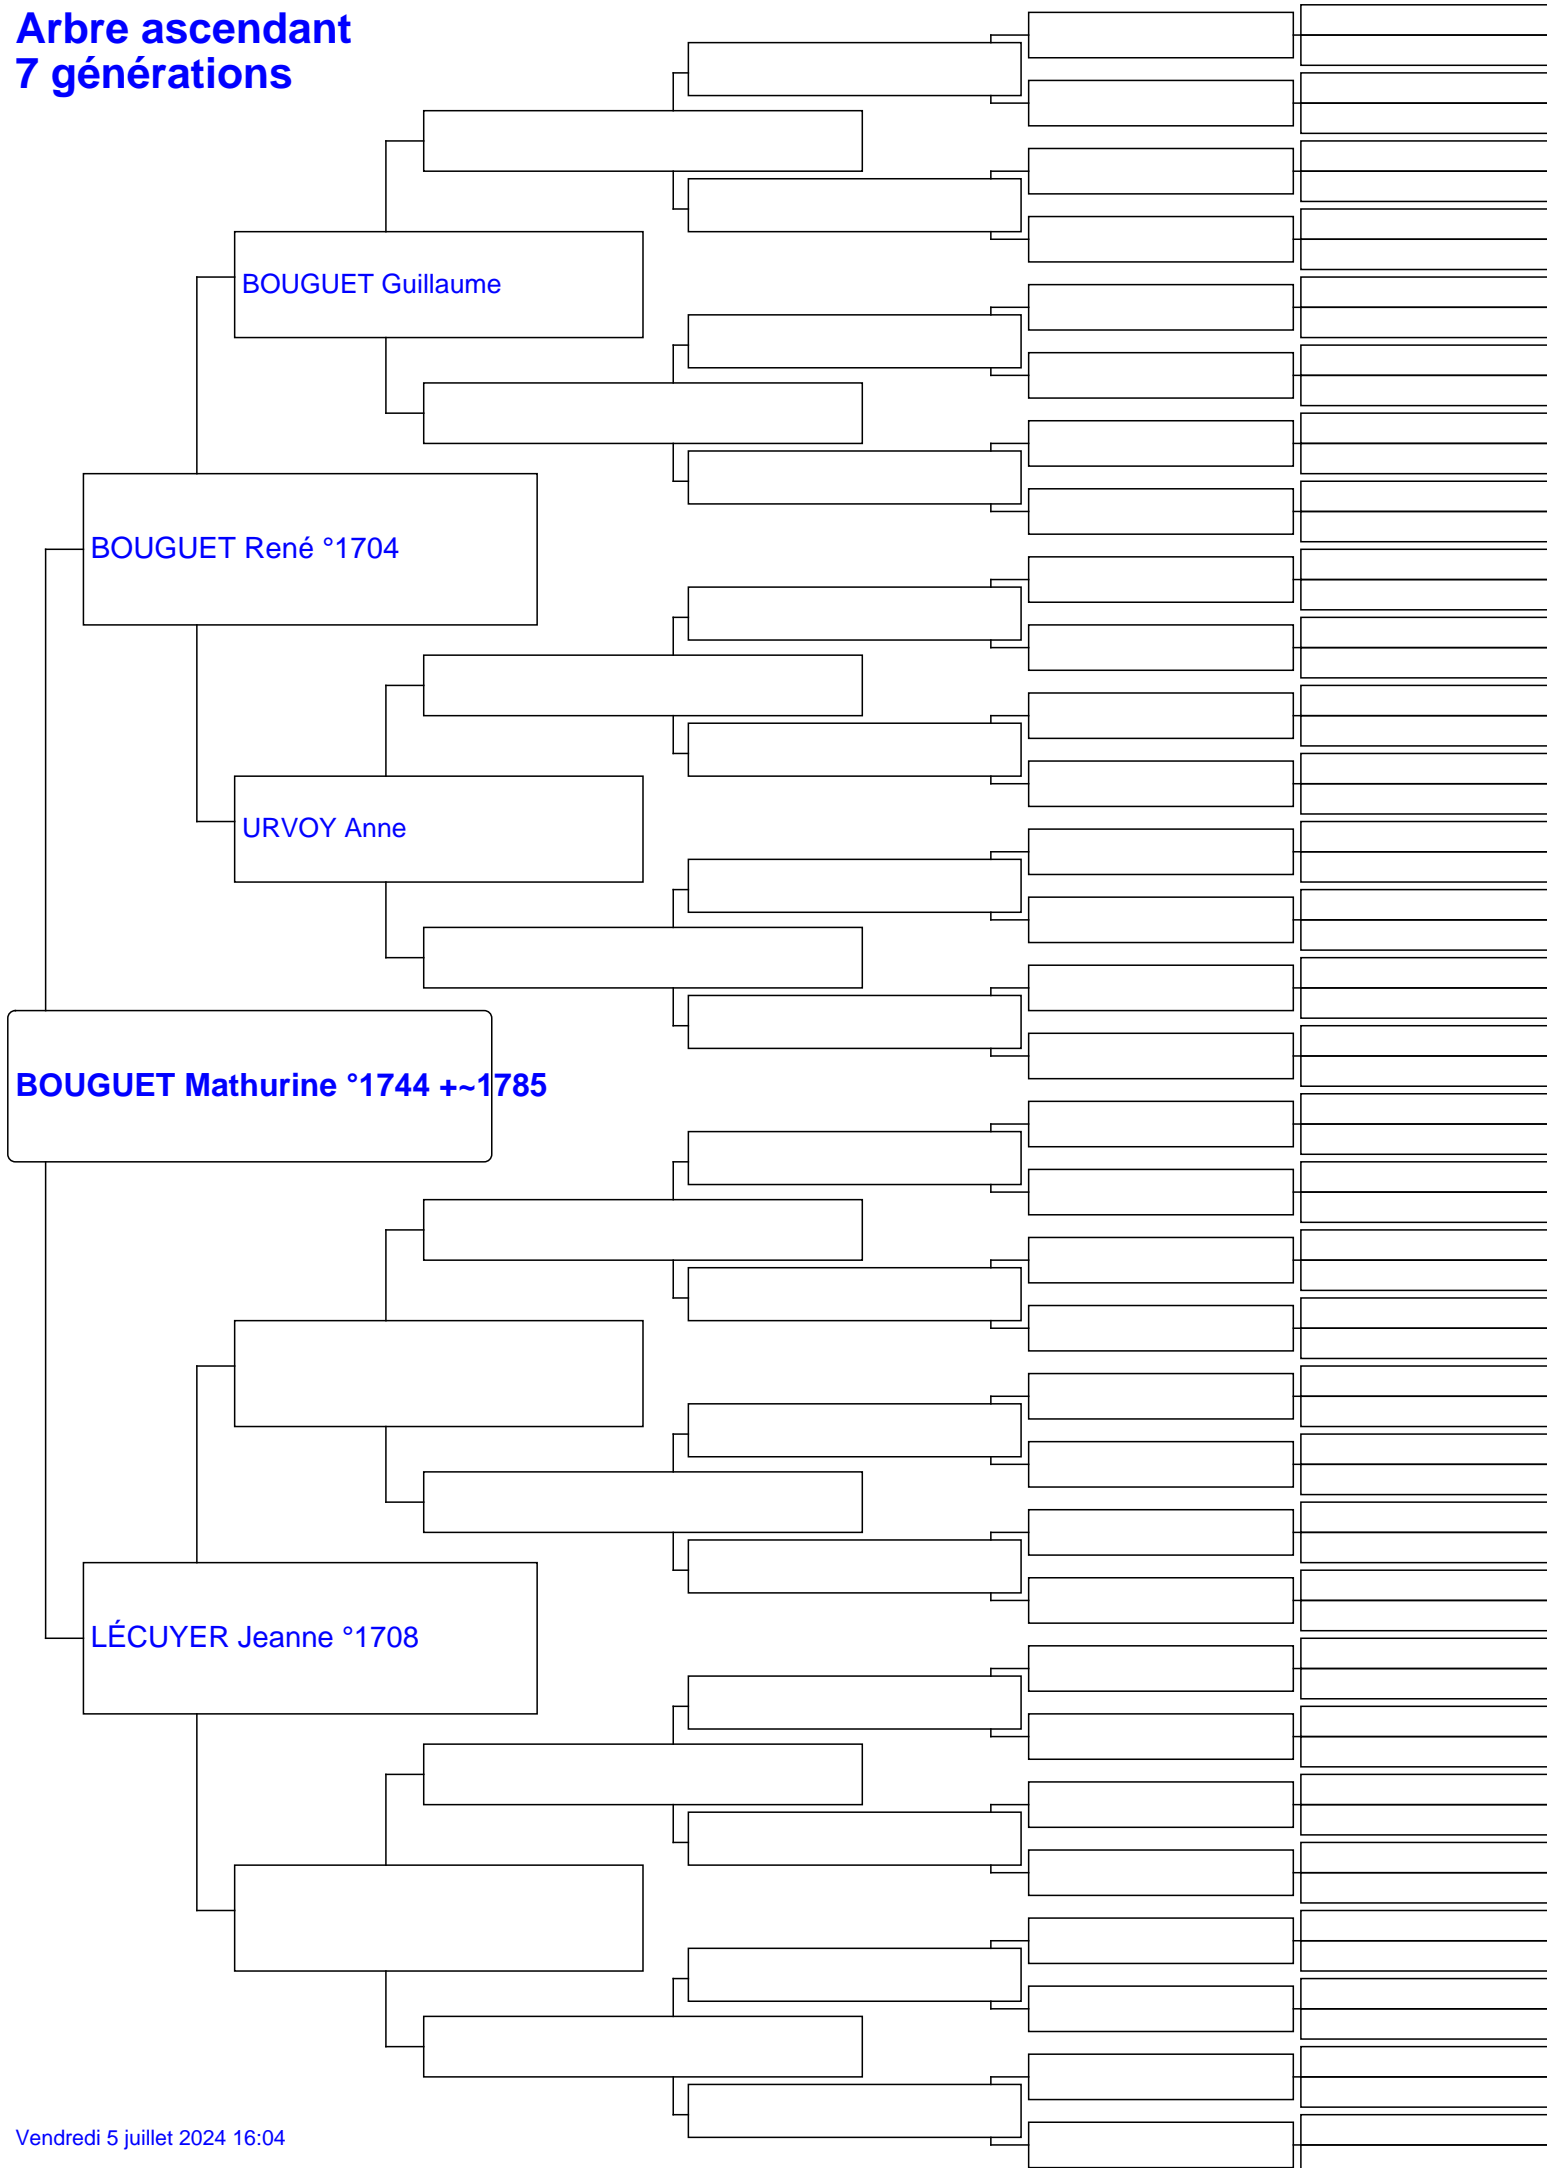 Arbre ascendant
7 générations
BOUGUET Guillaume
BOUGUET René °1704
URVOY Anne
BOUGUET Mathurine °1744 +~1785
LÉCUYER Jeanne °1708
Vendredi 5 juillet 2024 16:04